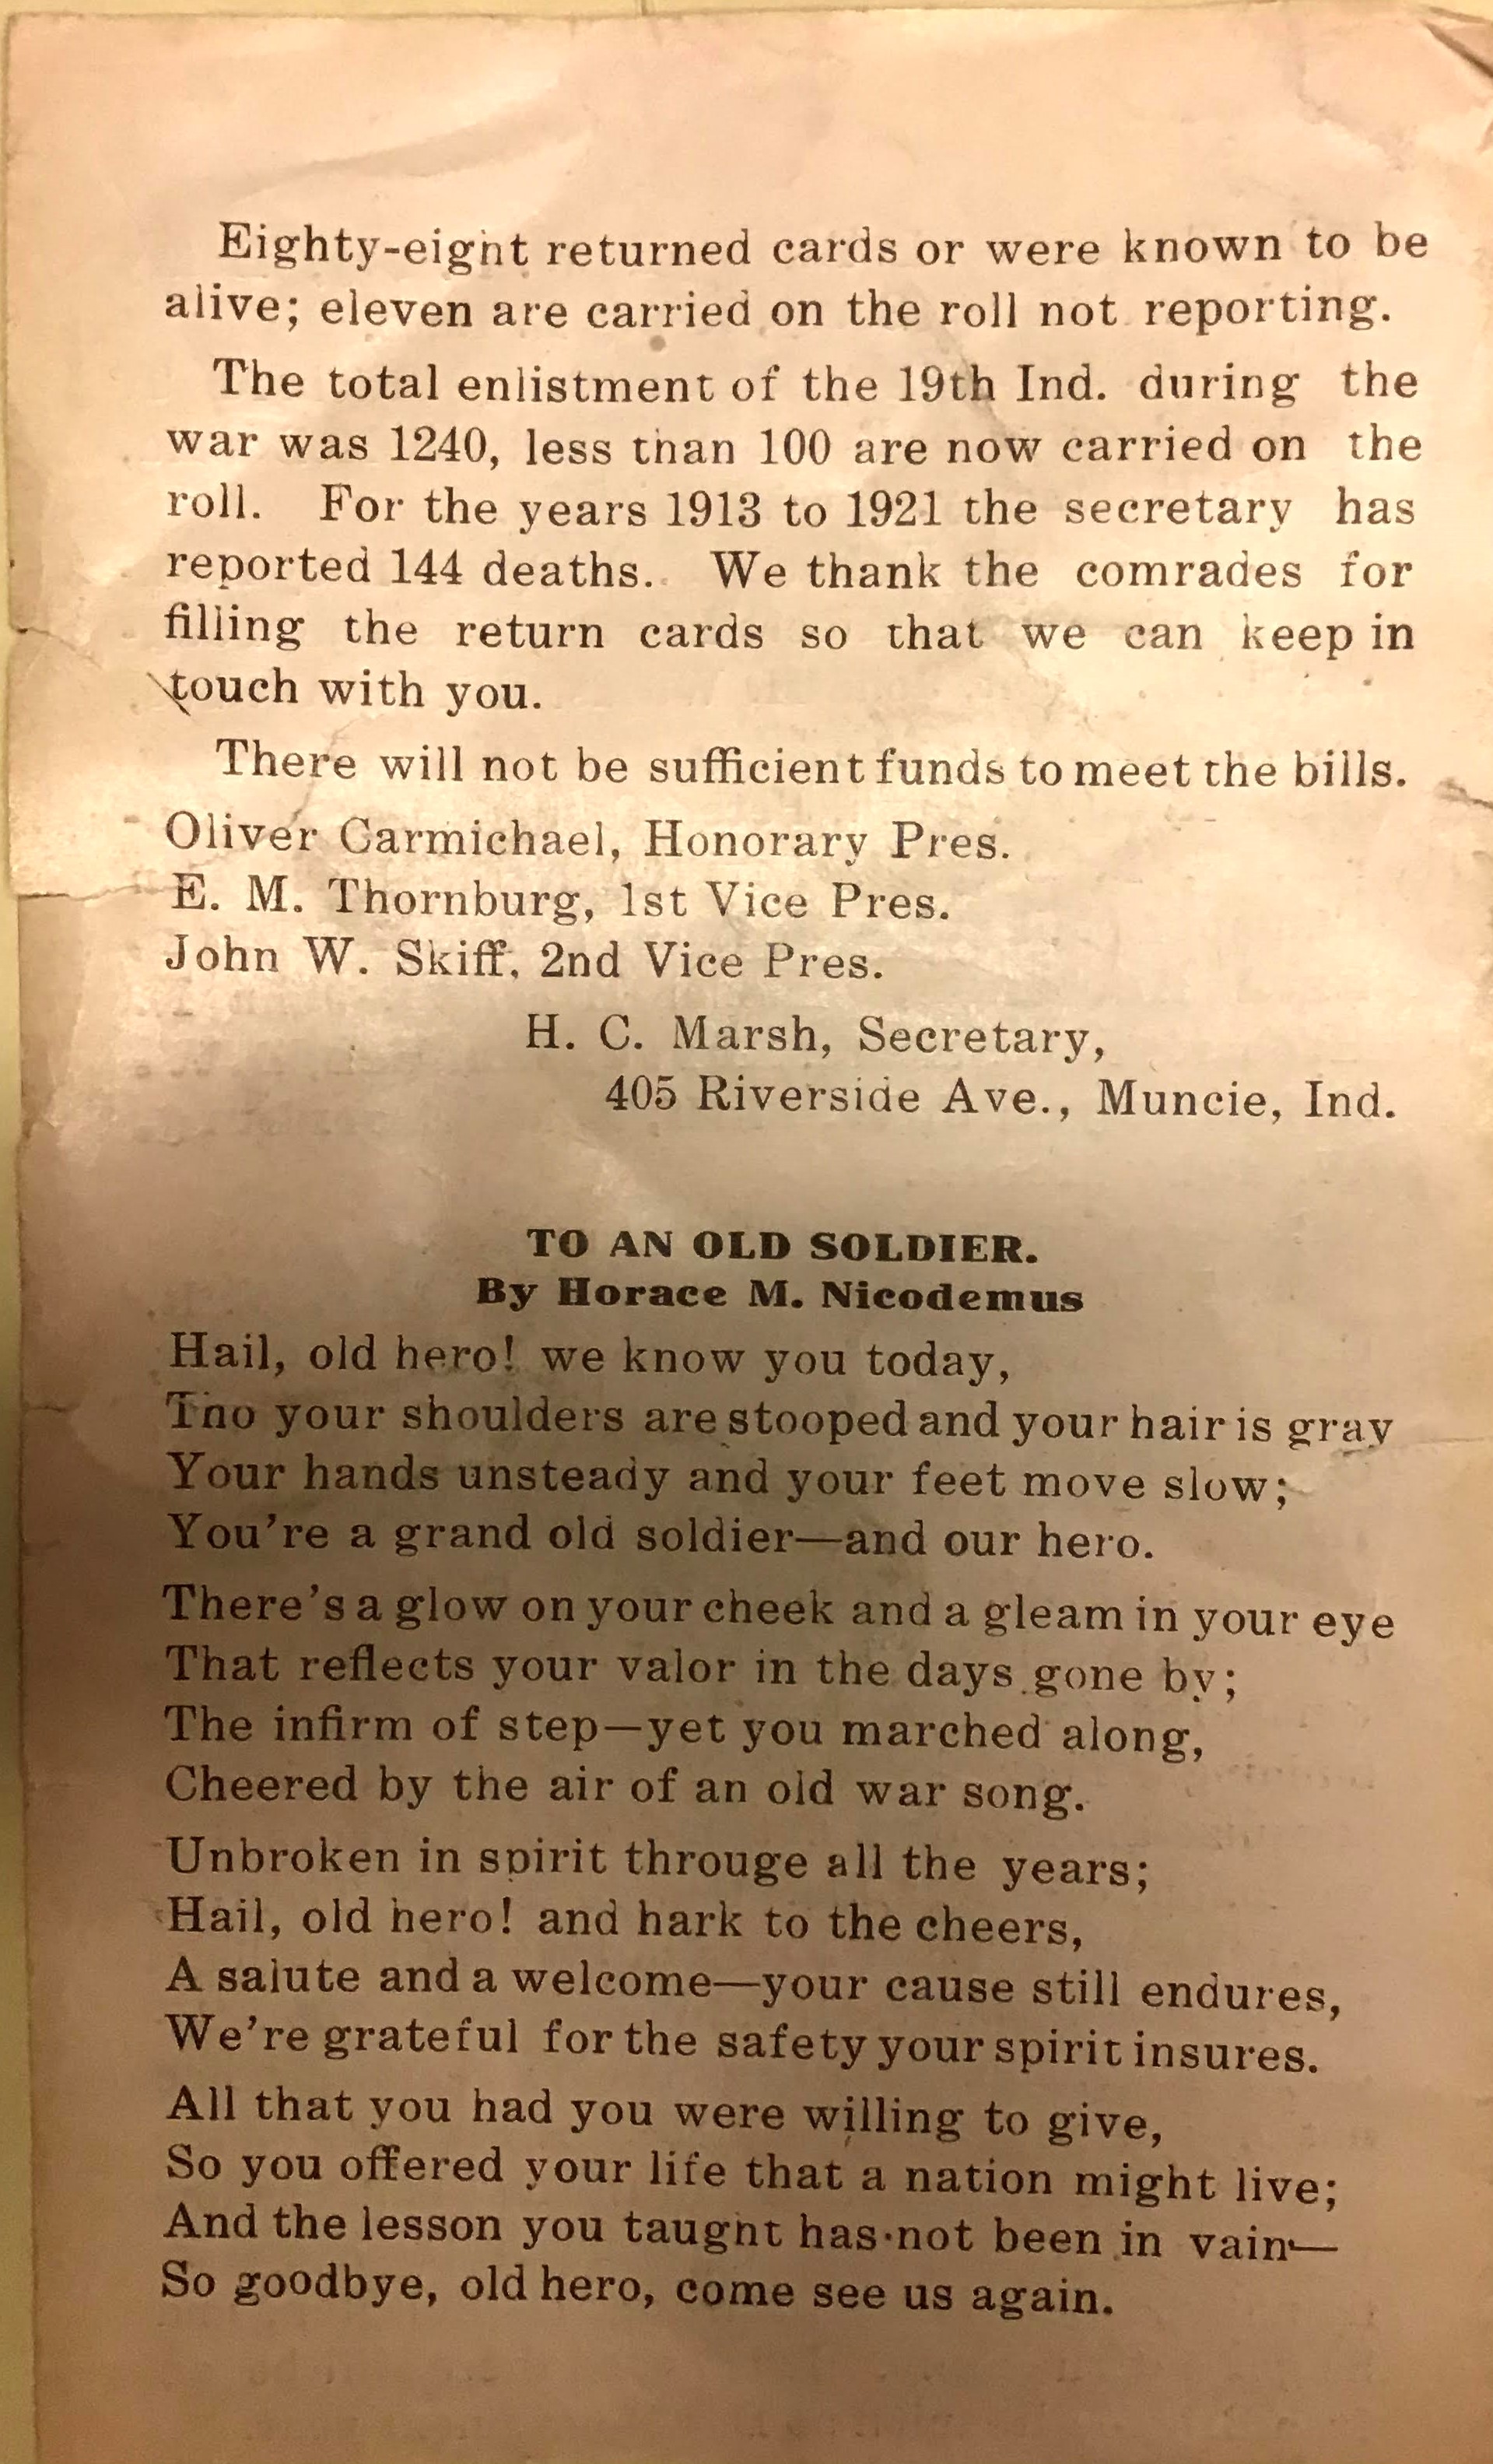 Eighty-eight returned cards or were known to be
alive; eleven are carried on the roll not reporting.
The total enlistment of the 19th Ind. during the
war was 1240, less than 100 are now carried on the
roll. For the years 1913 to 1921 the secretary has
reported 144 deaths. We thank the comrades for
filling the return cards so that we can keep in
touch with you.
There will not be sufficient funds to meet the bills.
Oliver Carmichael, Honorary Pres.
E. M. Thornburg, 1st Vice Pres.
John W. Skiff, 2nd Vice Pres.
H. C. Marsh, Secretary,
405 Riverside Ave., Muncie, Ind.
TO AN OLD SOLDIER.
By Horace M. Nicodemus
Hail, old hero! we know you today,
Tho your shoulders are stooped and your hair is gray
Your hands unsteady and your feet move slow;
You're a grand old soldier—and our hero.
There's a glow on your cheek and a gleam in your eye
That reflects your valor in the days gone by;
The infirm of step—yet you marched along,
Cheered by the air of an old war song.
Unbroken in spirit througe all the years;
Hail, old hero! and hark to the cheers,
A salute and a welcome—your cause still endures,
We're grateful for the safety your spirit insures.
All that you had you were willing to give,
So you offered your life that a nation might live;
And the lesson you taught has not been in vain—
So goodbye, old hero, come see us again.